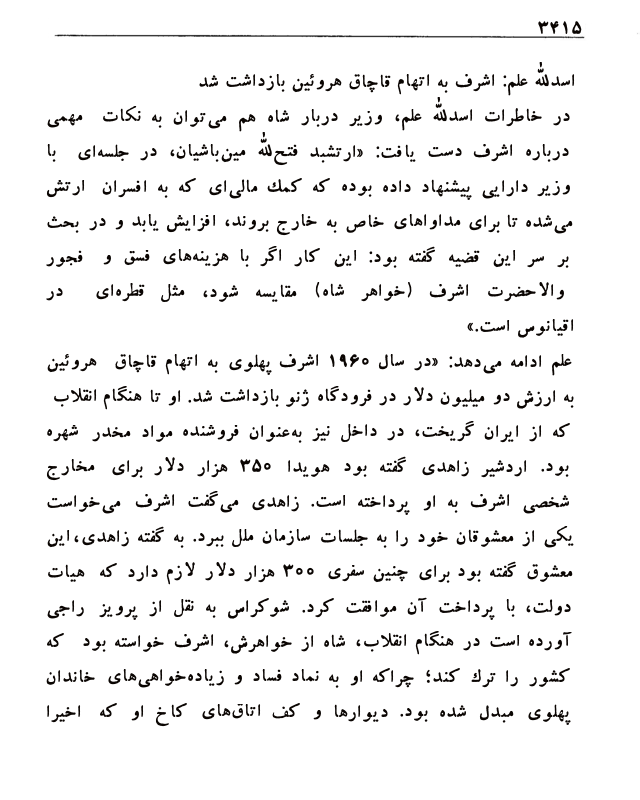 ۳۴۱۵
اسدالله علم: اشرف به اتهام قاچاق هروئین بازداشت شد
در خاطرات اسدالله علم، وزیر دربار شاه هم می‌توان به نکات مهمی
درباره اشرف دست یافت: «ارتشبد فتح‌الله مین‌باشیان، در جلسه‌ای با
وزیر دارایی پیشنهاد داده بوده که کمك مالی‌ای که به افسران ارتش
می‌شده تا برای مداواهای خاص به خارج بروند، افزایش یابد و در بحث
بر سر این قضیه گفته بود: این کار اگر با هزینه‌های فسق و فجور
والاحضرت اشرف (خواهر شاه) مقایسه شود، مثل قطره‌ای در
اقیانوس است.»
علم ادامه می‌دهد: «در سال ۱۹۶۰ اشرف پهلوی به اتهام قاچاق هروئین
به ارزش دو میلیون دلار در فرودگاه ژنو بازداشت شد. او تا هنگام انقلاب
که از ایران گریخت، در داخل نیز به‌عنوان فروشنده مواد مخدر شهره
بود. اردشیر زاهدی گفته بود هویدا ۳۵۰ هزار دلار برای مخارج
شخصی اشرف به او پرداخته است. زاهدی می‌گفت اشرف می‌خواست
یکی از معشوقان خود را به جلسات سازمان ملل ببرد. به گفته زاهدی، این
معشوق گفته بود برای چنین سفری ۳۰۰ هزار دلار لازم دارد که هیات
دولت، با پرداخت آن موافقت کرد. شوکراس به نقل از پرویز راجی
آورده است در هنگام انقلاب، شاه از خواهرش، اشرف خواسته بود که
کشور را ترك کند؛ چراکه او به نماد فساد و زیاده‌خواهی‌های خاندان
پهلوی مبدل شده بود. دیوارها و کف اتاق‌های کاخ او که اخیرا